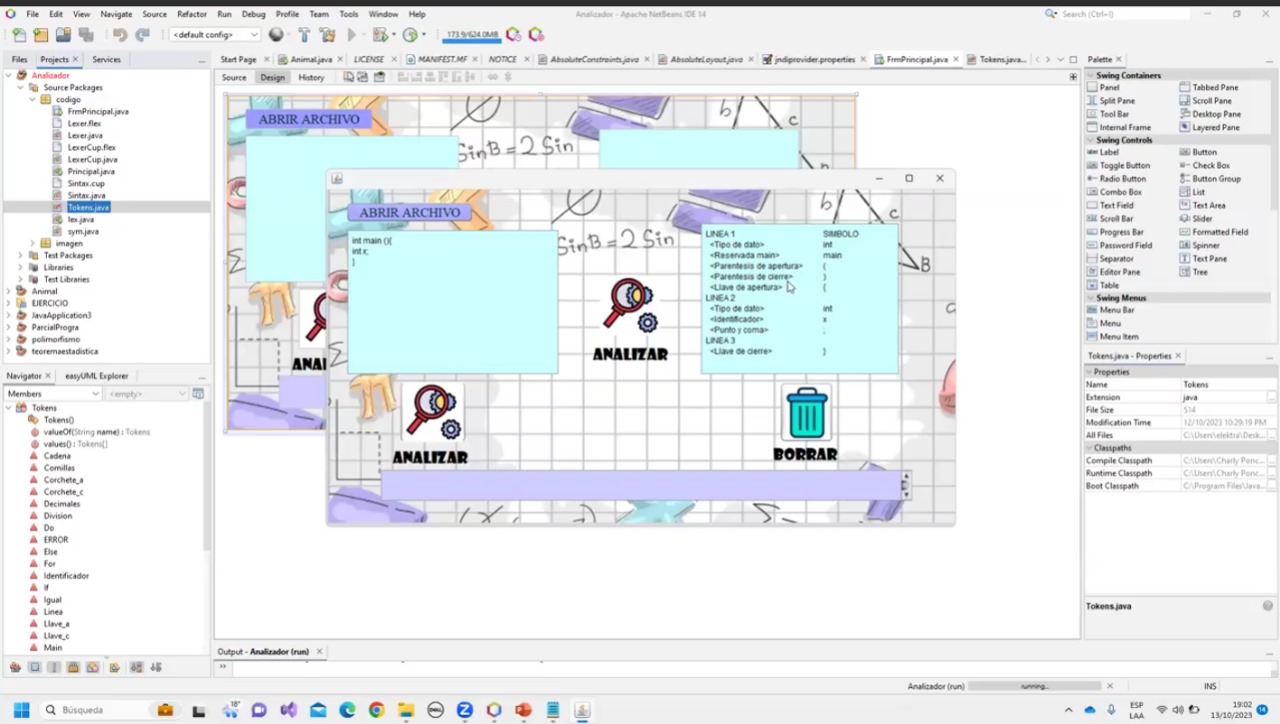 File Edit View Navigate Source Refactor Run Debug Profile Team Tools Window Help
Analizador - Apache NetBeans IDE 14
Search (Ctrl+I)
<default config>
173.9/624.0MB
Files Projects Services
Start Page Animal.java LICENSE MANIFEST.MF NOTICE AbsoluteConstraints.java AbsoluteLayout.java jndiprovider.properties FrmPrincipal.java Tokens.java...
Source Design History
Analizador
Source Packages
codigo
FrmPrincipal.java
Lexer.flex
Lexer.java
LexerCup.flex
LexerCup.java
Principal.java
Sintax.cup
Sintax.java
Tokens.java
lex.java
sym.java
imagen
Test Packages
Libraries
Test Libraries
Animal
EJERCICIO
JavaApplication3
ParcialProgra
polimorfismo
teoremaestadistica
Navigator easyUML Explorer
Members <empty>
Tokens
Tokens()
valueOf(String name) : Tokens
values() : Tokens[]
Cadena
Comillas
Corchete_a
Corchete_c
Decimales
Division
Do
ERROR
Else
For
Identificador
If
Igual
Linea
Llave_a
Llave_c
Main
ABRIR ARCHIVO
SinB = 2 Sin
b
c
ANALI
ABRIR ARCHIVO
int main (){
int x;
}
SinB = 2 Sin
b
c
B
ANALIZAR
LINEA 1 SIMBOLO
<Tipo de dato> int
<Reservada main> main
<Parentesis de apertura> (
<Parentesis de cierre> )
<Llave de apertura> {
LINEA 2
<Tipo de dato> int
<Identificador> x
<Punto y coma> ;
LINEA 3
<Llave de cierre> }
ANALIZAR
BORRAR
Output - Analizador (run)
Palette
Swing Containers
Panel Tabbed Pane
Split Pane Scroll Pane
Tool Bar Desktop Pane
Internal Frame Layered Pane
Swing Controls
Label Button
Toggle Button Check Box
Radio Button Button Group
Combo Box List
Text Field Text Area
Scroll Bar Slider
Progress Bar Formatted Field
Password Field Spinner
Separator Text Pane
Editor Pane Tree
Table
Swing Menus
Menu Bar
Menu
Menu Item
Tokens.java - Properties
Properties
Name Tokens
Extension java
File Size 514
Modification Time 12/10/2023 10:29:19 PM
All Files C:\Users\elektra\Desk...
Classpaths
Compile Classpath C:\Users\Charly Ponc...
Runtime Classpath C:\Users\Charly Ponc...
Boot Classpath C:\Program Files\Java...
Tokens.java
Analizador (run) running... INS
Búsqueda
18°
ESP
LAA
19:02
13/10/2023